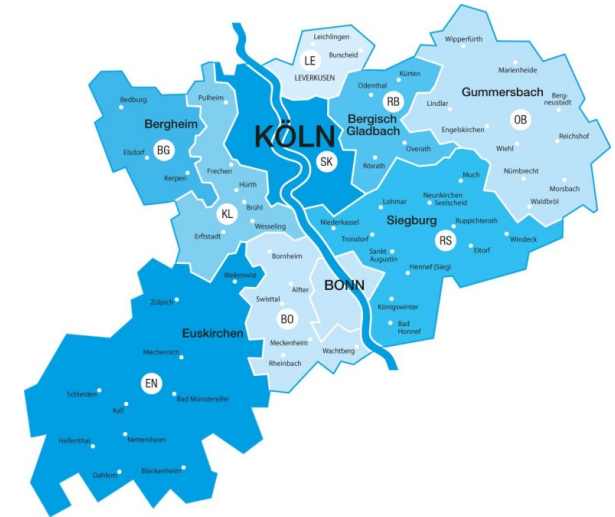 Leichlingen
LE
Burscheid
LEVERKUSEN
Wipperfürth
Marienheide
Gummersbach
Berg-
neustadt
Lindlar
OB
Engelskirchen
Reichshof
Wiehl
Nümbrecht
Morsbach
Waldbröl
Kürten
Odenthal
RB
Bergisch
Gladbach
Overath
Rösrath
Bedburg
Bergheim
BG
Elsdorf
Kerpen
Pulheim
KÖLN
SK
Frechen
Hürth
KL
Brühl
Wesseling
Erftstadt
Much
Neunkirchen
Seelscheid
Lohmar
Siegburg
Ruppichteroth
RS
Windeck
Niederkassel
Troisdorf
Eitorf
Sankt
Augustin
Hennef (Sieg)
Königswinter
Bad
Honnef
Bornheim
BONN
Alfter
Swisttal
BO
Meckenheim
Wachtberg
Rheinbach
Weilerswist
Zülpich
Euskirchen
Mechernich
EN
Schleiden
Bad Münstereifel
Kall
Nettersheim
Hellenthal
Dahlem
Blankenheim